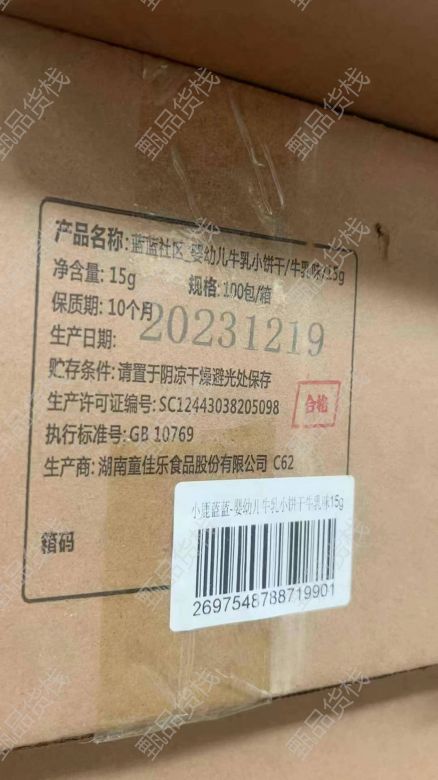 产品名称: 蓝蓝社区_婴幼儿牛乳小饼干/牛乳味/15g
净含量: 15g 规格: 100包/箱
保质期: 10个月
生产日期: 20231219
贮存条件: 请置于阴凉干燥避光处保存
生产许可证编号: SC12443038205098
合格
执行标准号: GB 10769
生产商: 湖南童佳乐食品股份有限公司 C62
箱码
小鹿蓝蓝-婴幼儿牛乳小饼干牛乳味15g
2697548788719901
甄品货栈